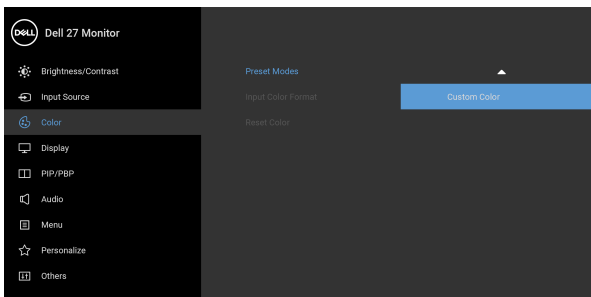 DELL Dell 27 Monitor
Brightness/Contrast
Input Source
Color
Display
PIP/PBP
Audio
Menu
Personalize
Others
Preset Modes
Input Color Format
Reset Color
Custom Color